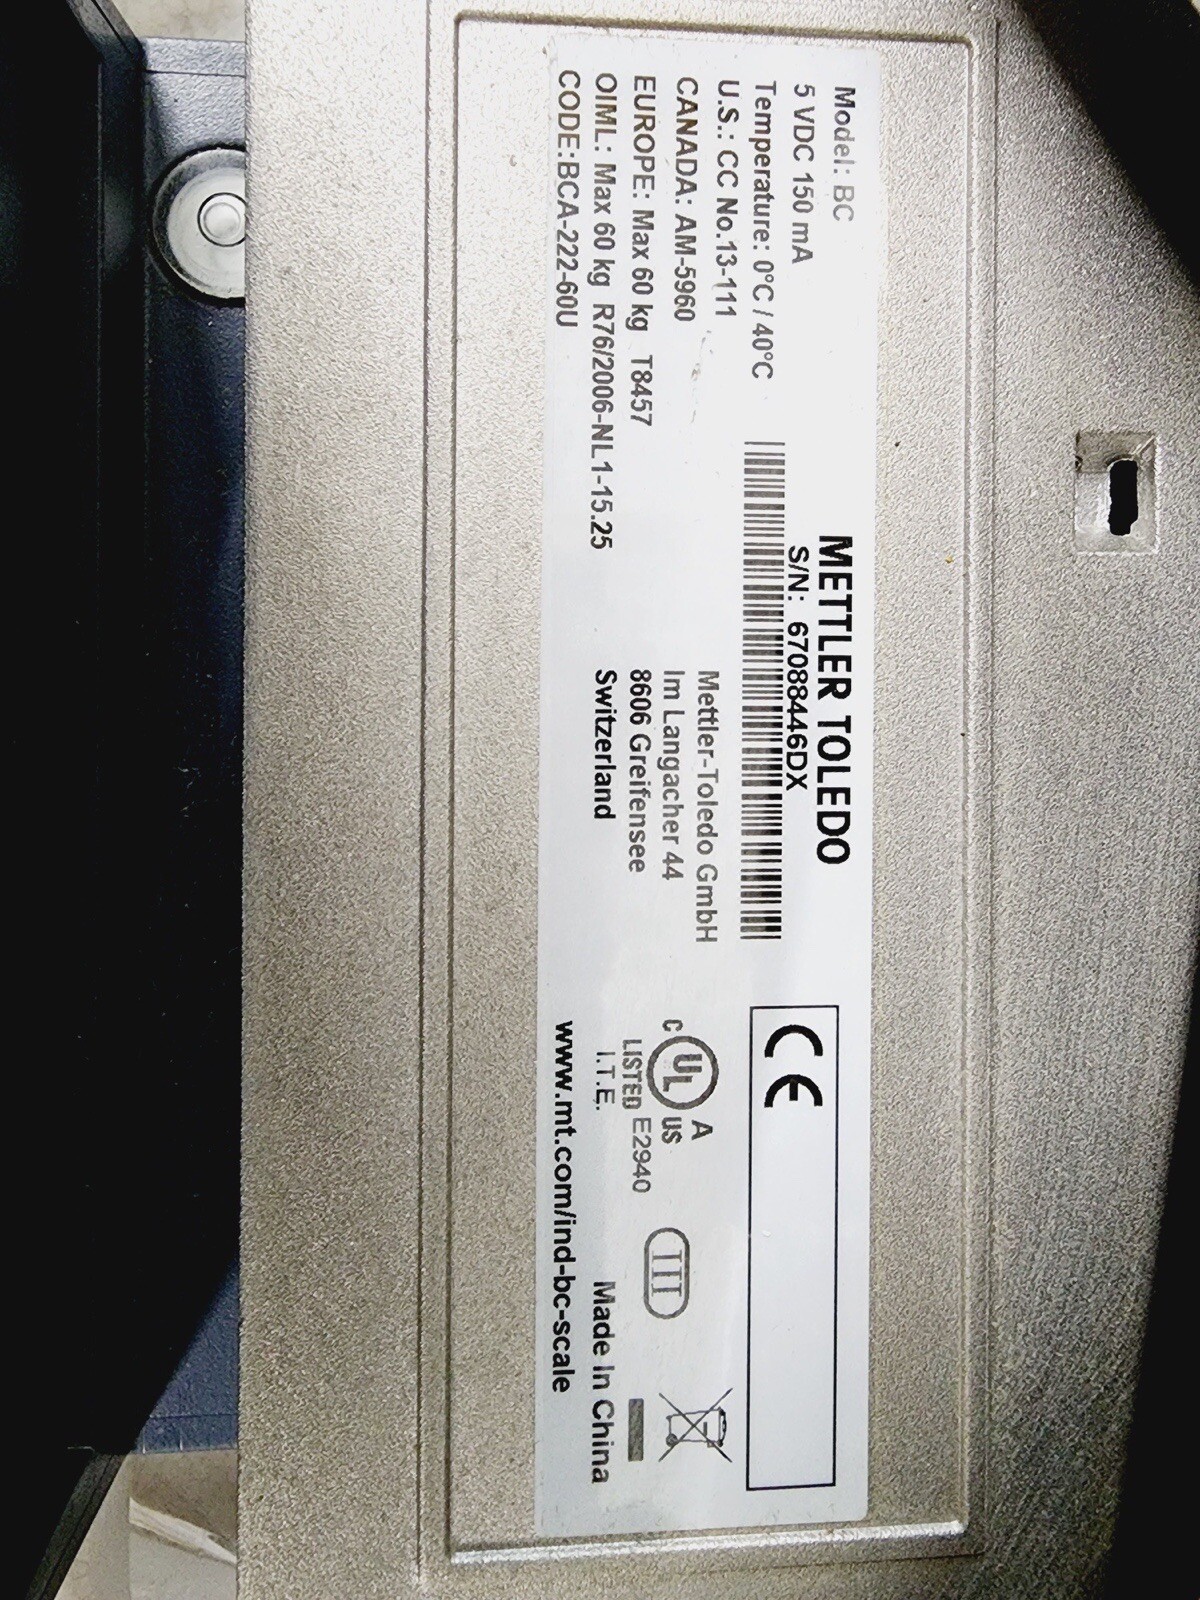 Model: BC
5 VDC 150 mA
Temperature: 0°C / 40°C
U.S.: CC No.13-111
CANADA: AM-5960
EUROPE: Max 60 kg T8457
OIML: Max 60 kg R76/2006-NL1-15.25
CODE:BCA-222-60U
METTLER TOLEDO
S/N: 67088446DX
Mettler-Toledo GmbH
Im Langacher 44
8606 Greifensee
Switzerland
CE
A
C UL US
LISTED E2940
I.T.E.
Made In China
www.mt.com/ind-bc-scale